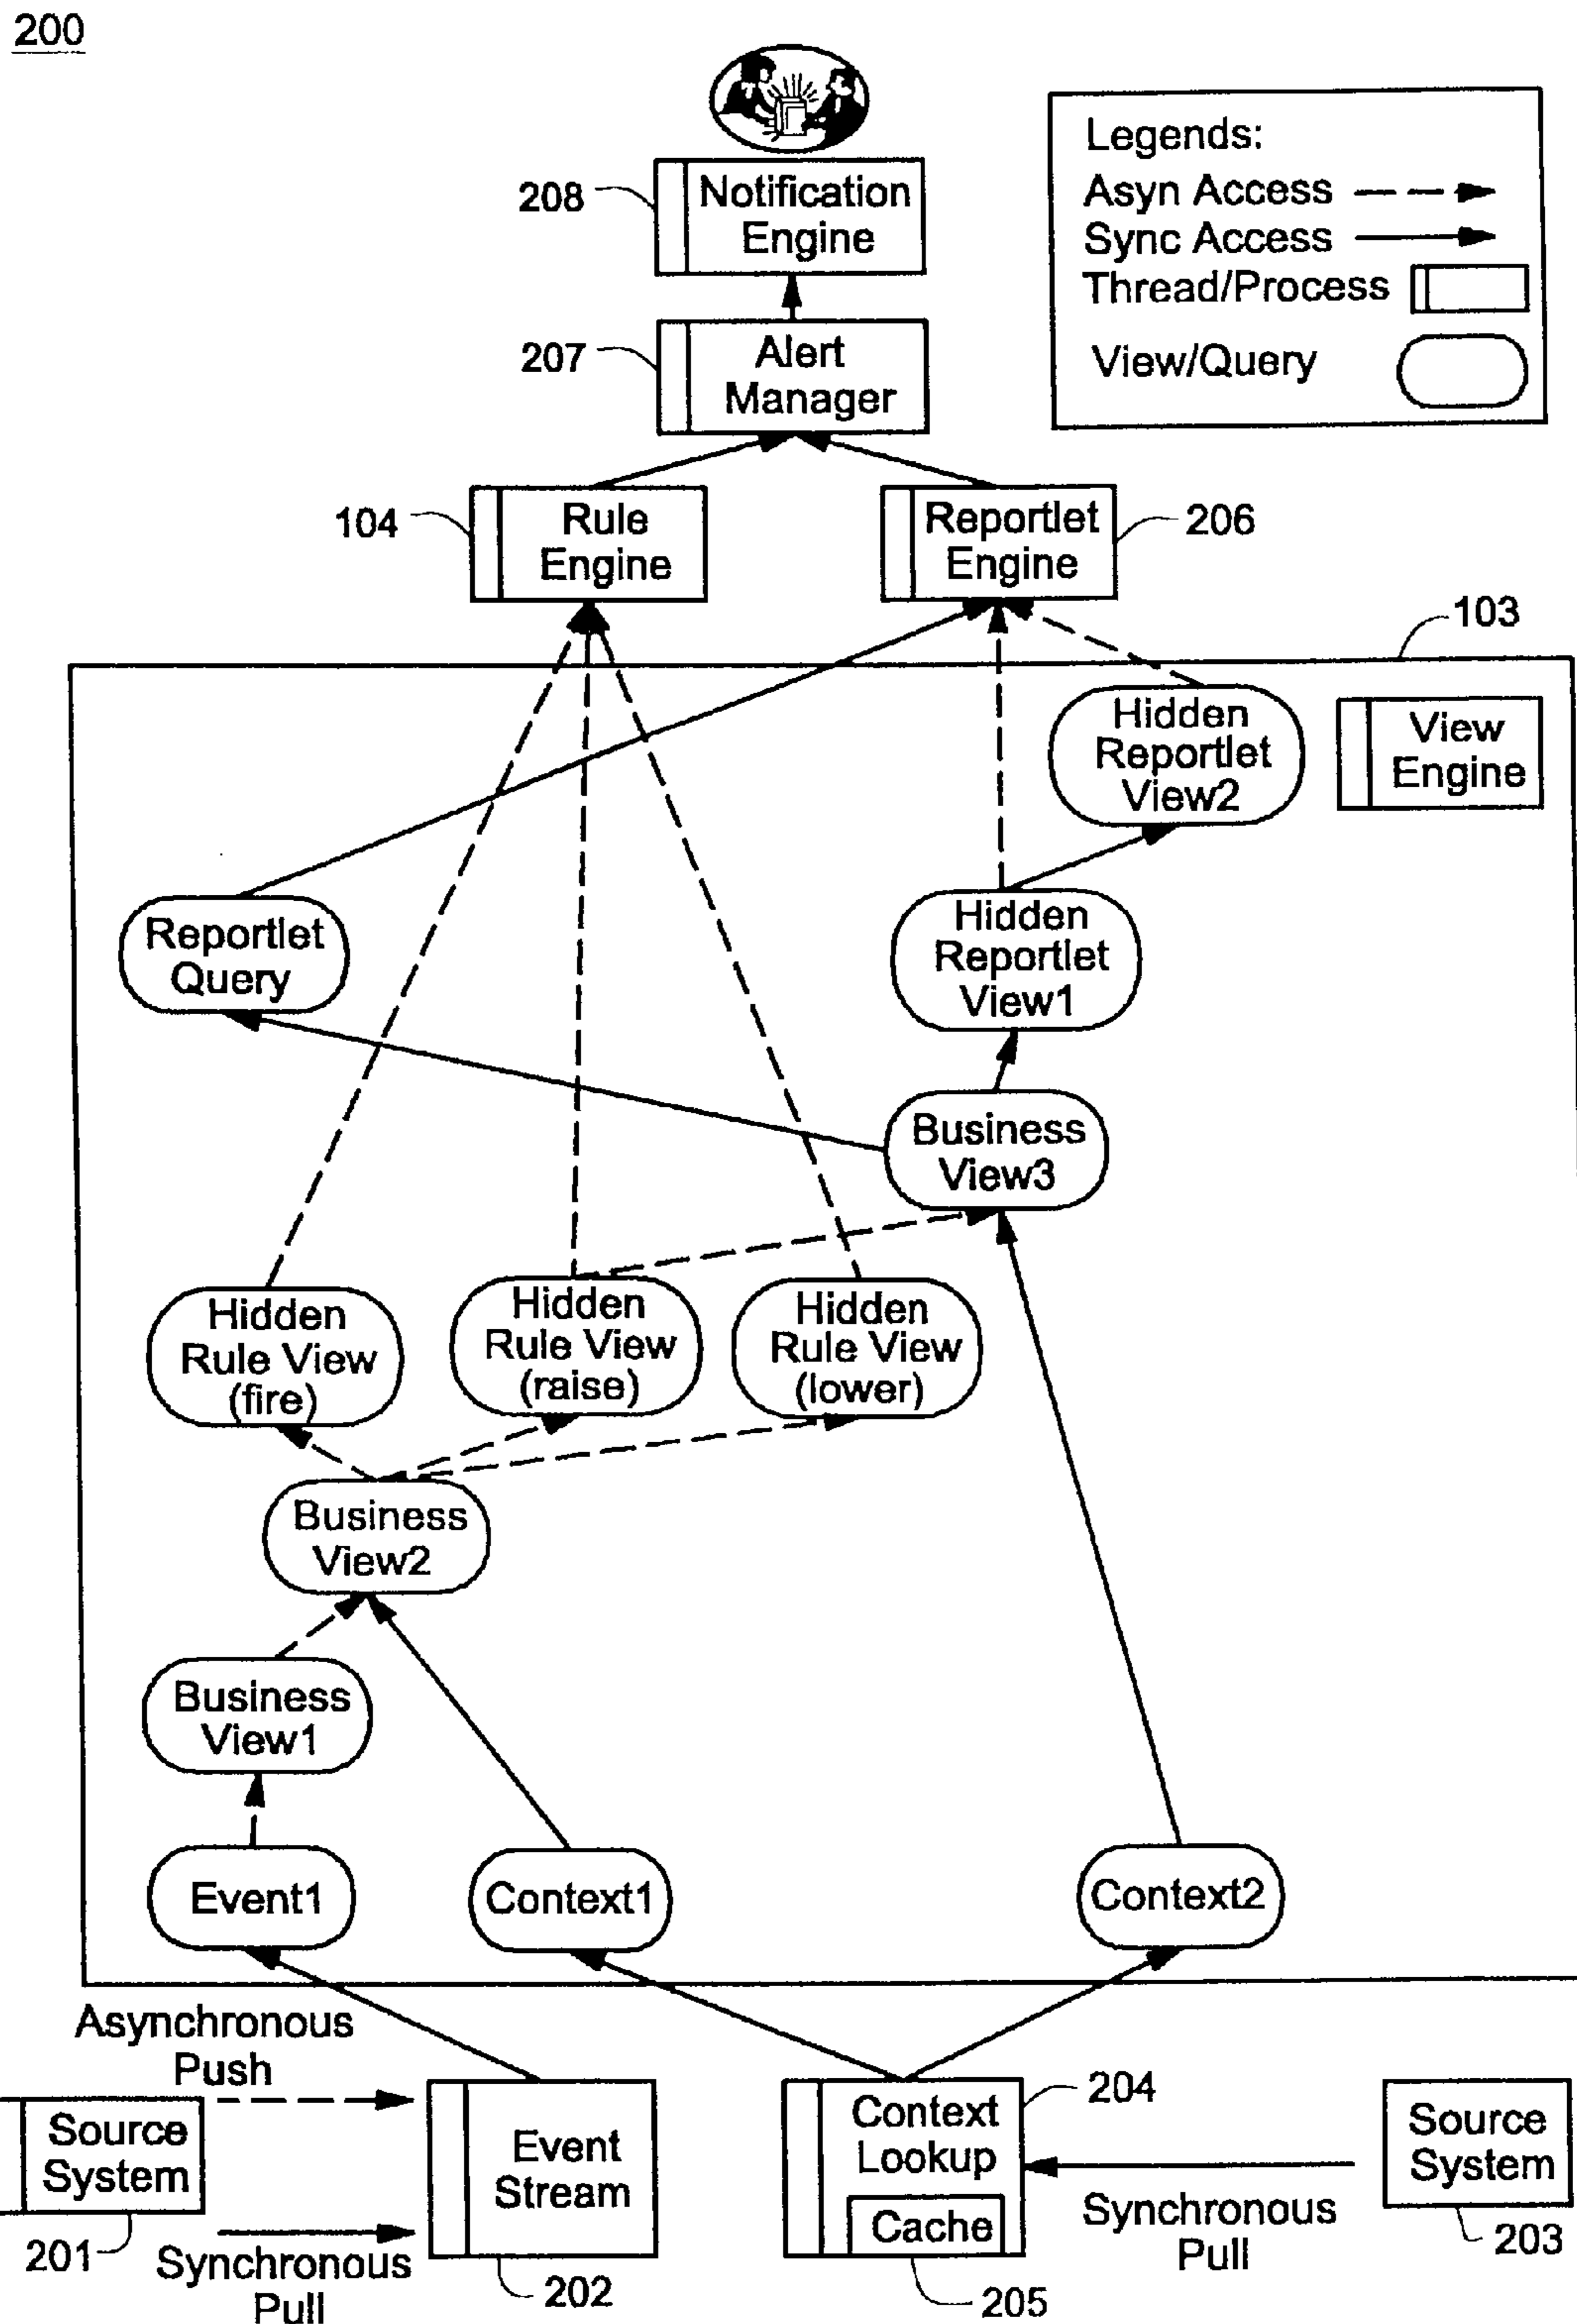 200
Legends:
Asyn Access
Sync Access
Thread/Process
View/Query
208
Notification
Engine
207
Alert
Manager
104
Rule
Engine
Reportlet
Engine
206
103
Hidden
Reportlet
View2
View
Engine
Reportlet
Query
Hidden
Reportlet
View1
Business
View3
Hidden
Rule View
(fire)
Hidden
Rule View
(raise)
Hidden
Rule View
(lower)
Business
View2
Business
View1
Event1
Context1
Context2
Asynchronous
Push
Source
System
201
Synchronous
Pull
Event
Stream
202
Context
Lookup
Cache
204
205
Synchronous
Pull
Source
System
203